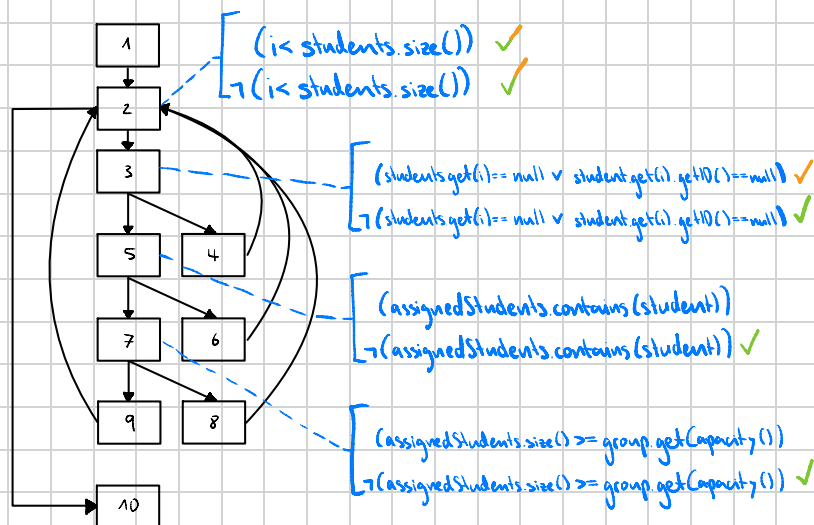 1
(i< students.size())
¬(i< students.size())
2
3
(students.get(i)== null ∨ student.get(i).getID()==null)
¬(students.get(i)== null ∨ student.get(i).getID()==null)
5
4
(assignedStudents.contains(student))
¬(assignedStudents.contains(student))
7
6
9
8
(assignedStudents.size() >= group.getCapacity())
¬(assignedStudents.size() >= group.getCapacity())
10